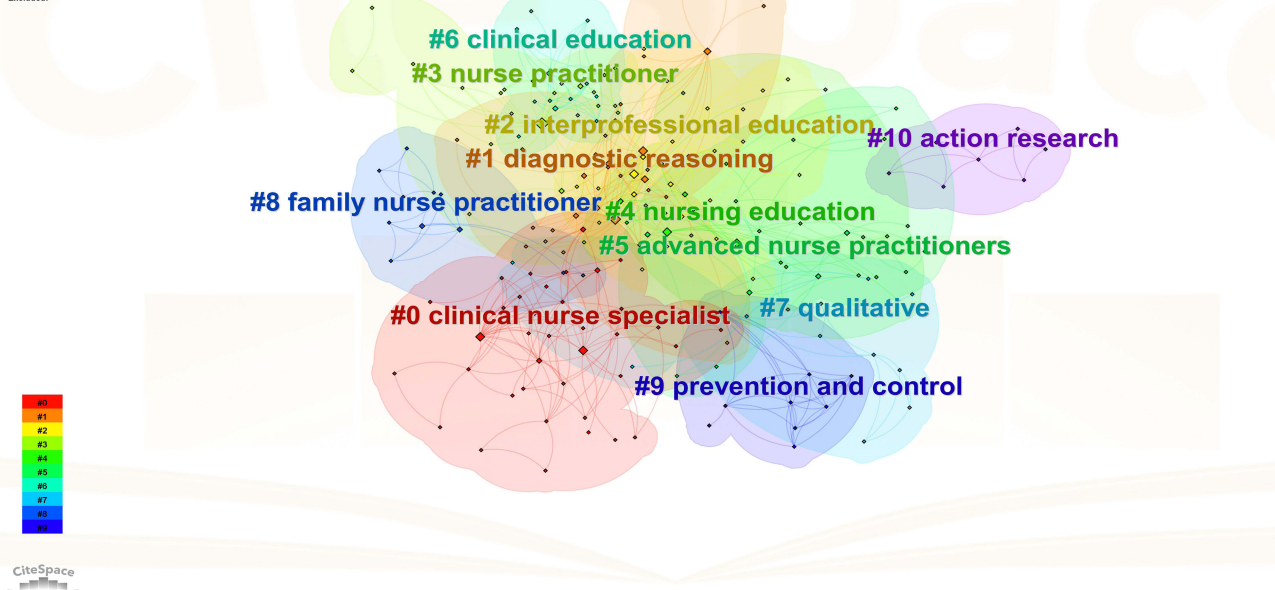 #6 clinical education
#3 nurse practitioner
#2 interprofessional education
#10 action research
#1 diagnostic reasoning
#8 family nurse practitioner
#4 nursing education
#5 advanced nurse practitioners
#7 qualitative
#0 clinical nurse specialist
#9 prevention and control
#0
#1
#2
#3
#4
#5
#6
#7
#8
#9
CiteSpace